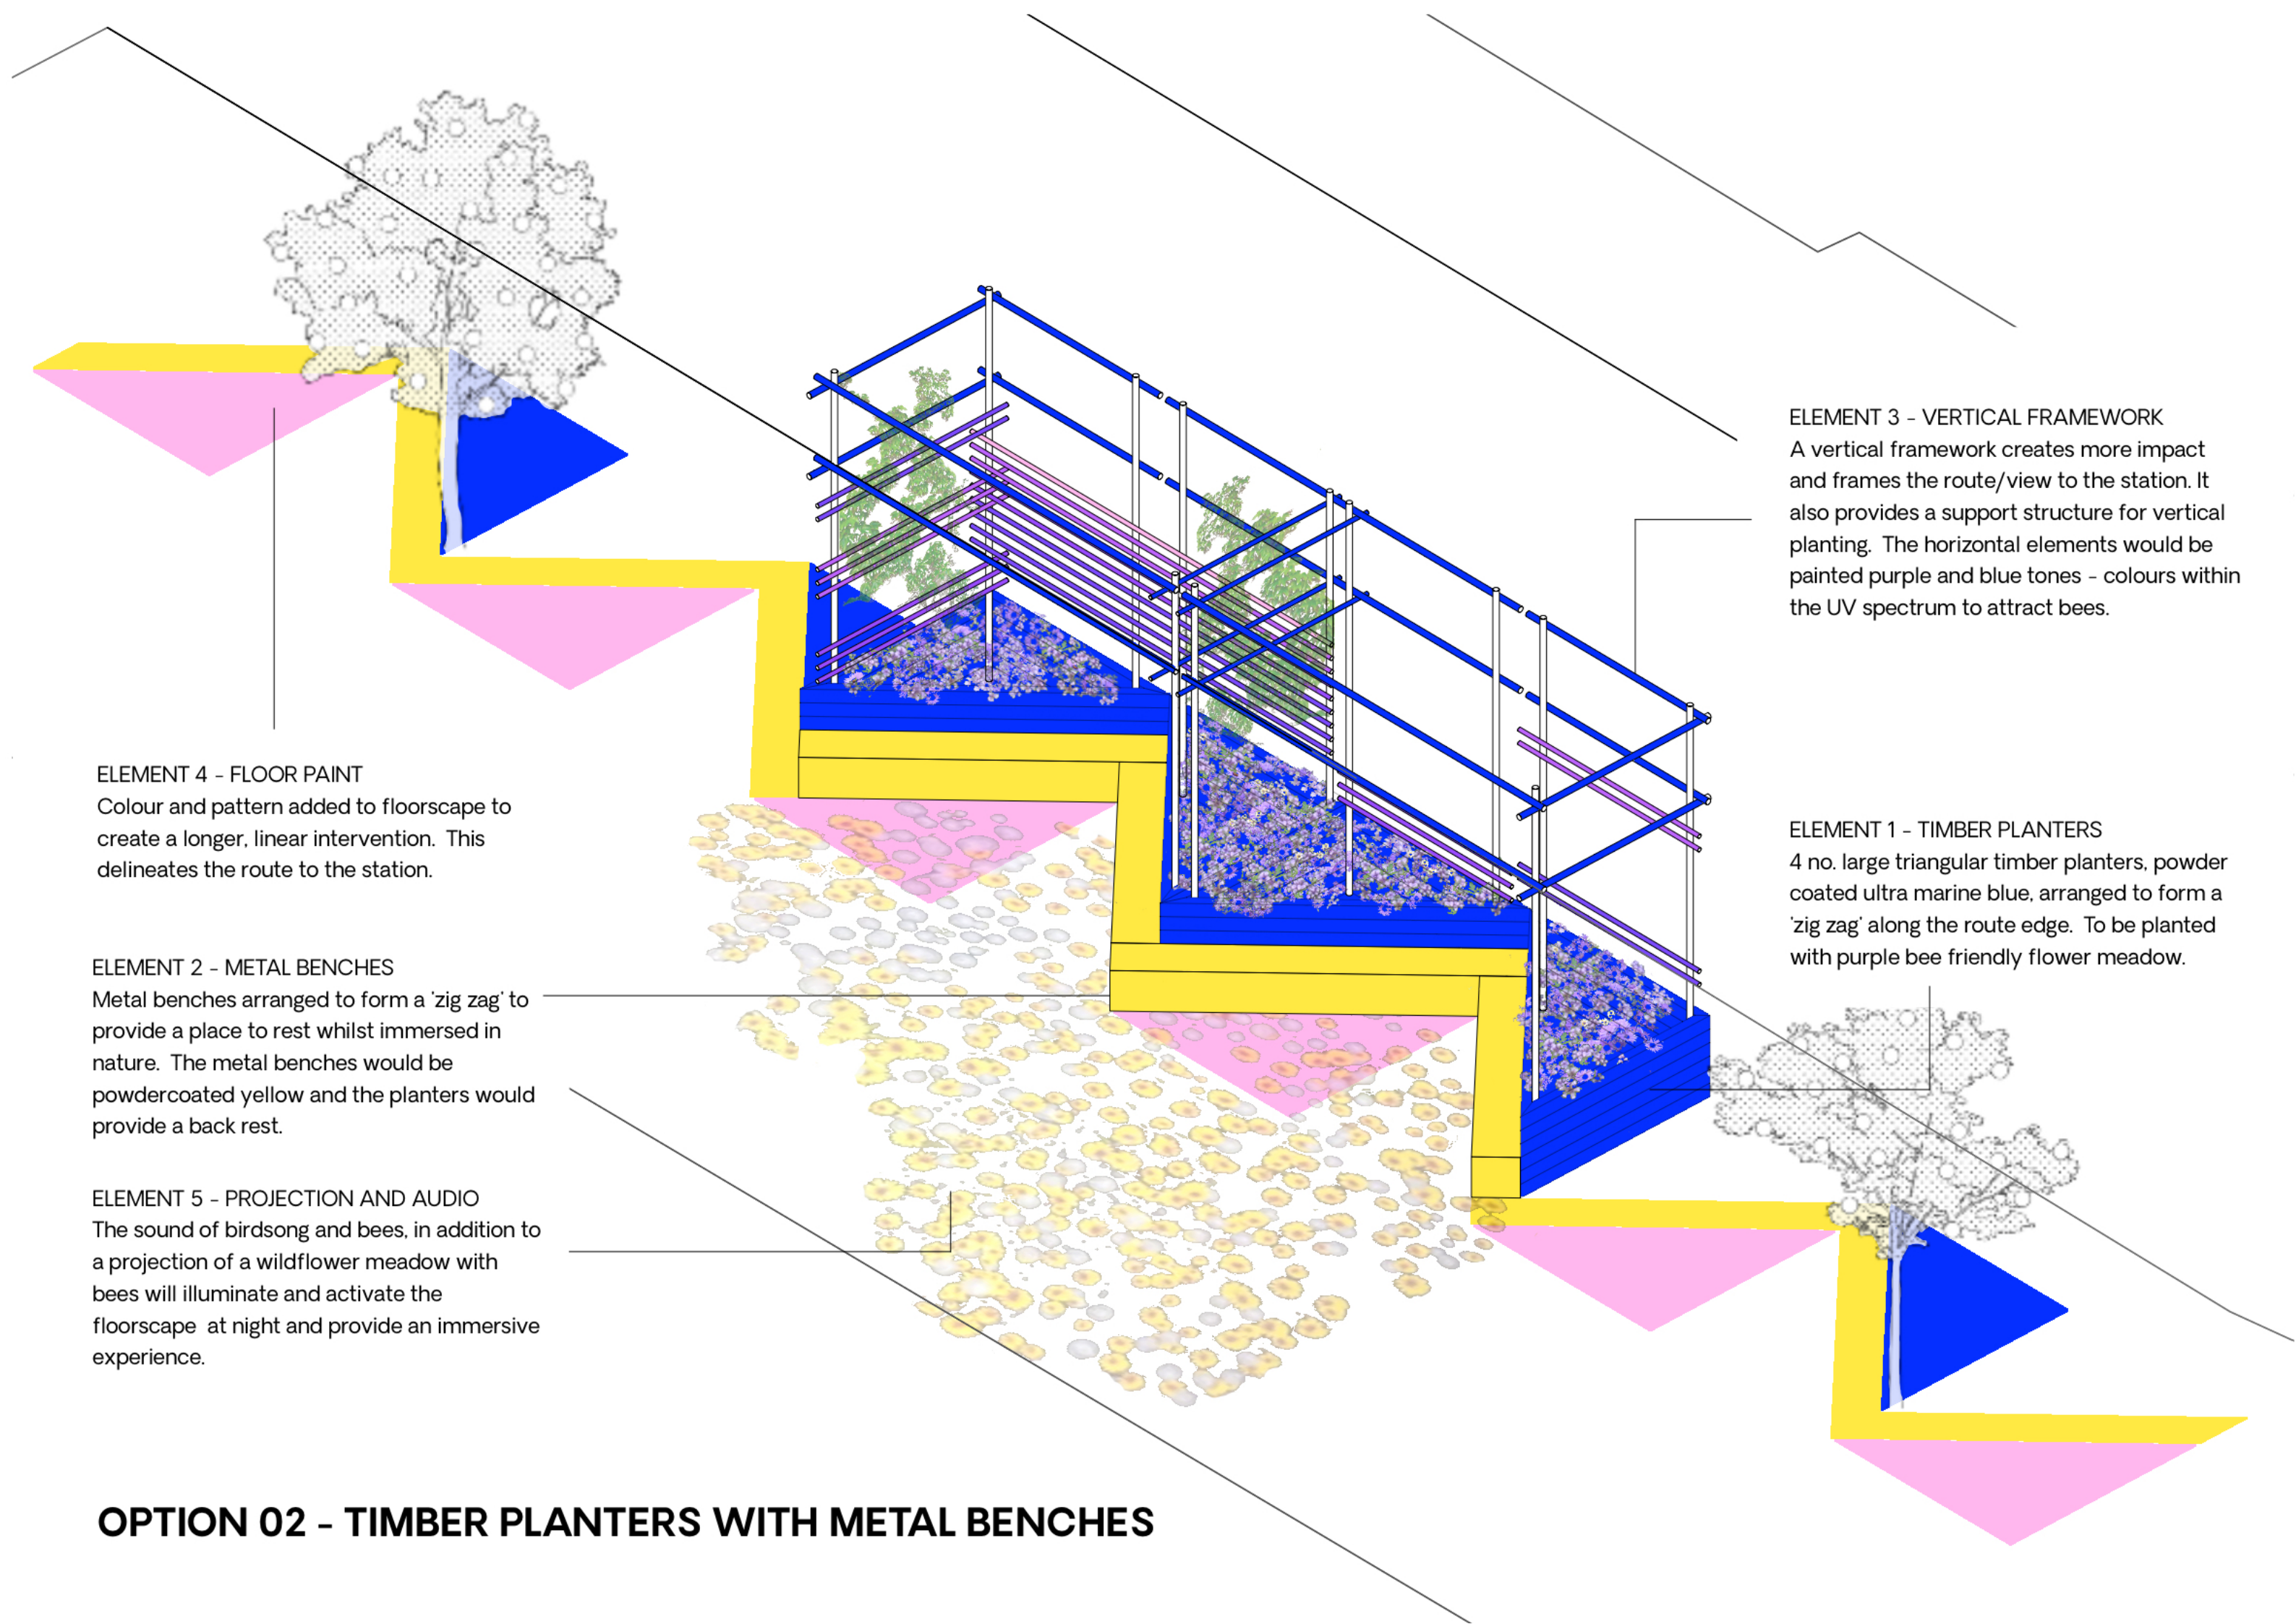 ELEMENT 3 - VERTICAL FRAMEWORK
A vertical framework creates more impact
and frames the route/view to the station. It
also provides a support structure for vertical
planting. The horizontal elements would be
painted purple and blue tones - colours within
the UV spectrum to attract bees.
ELEMENT 4 - FLOOR PAINT
Colour and pattern added to floorscape to
create a longer, linear intervention. This
delineates the route to the station.
ELEMENT 1 - TIMBER PLANTERS
4 no. large triangular timber planters, powder
coated ultra marine blue, arranged to form a
'zig zag' along the route edge. To be planted
with purple bee friendly flower meadow.
ELEMENT 2 - METAL BENCHES
Metal benches arranged to form a 'zig zag' to
provide a place to rest whilst immersed in
nature. The metal benches would be
powdercoated yellow and the planters would
provide a back rest.
ELEMENT 5 - PROJECTION AND AUDIO
The sound of birdsong and bees, in addition to
a projection of a wildflower meadow with
bees will illuminate and activate the
floorscape at night and provide an immersive
experience.
OPTION 02 - TIMBER PLANTERS WITH METAL BENCHES